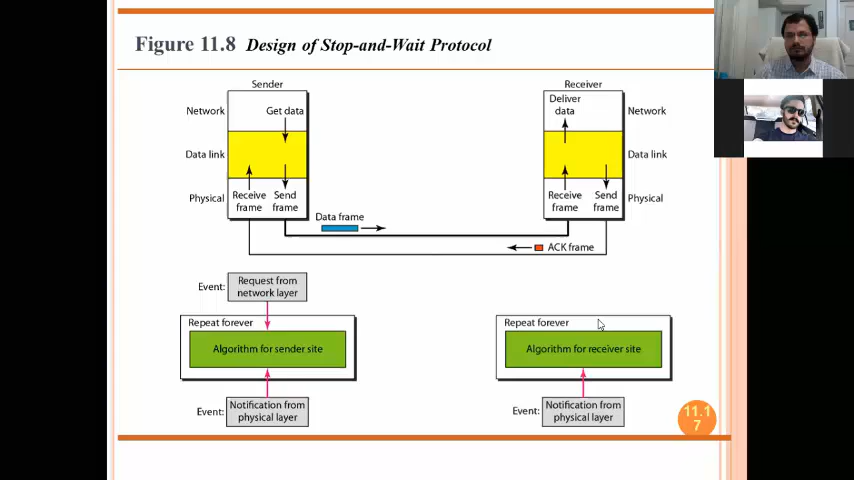 Figure 11.8 Design of Stop-and-Wait Protocol
Sender
Receiver
Network
Get data
Deliver
data
Network
Data link
Data link
Physical
Receive
frame
Send
frame
Receive
frame
Send
frame
Physical
Data frame
ACK frame
Event:
Request from
network layer
Repeat forever
Algorithm for sender site
Repeat forever
Algorithm for receiver site
Event:
Notification from
physical layer
Event:
Notification from
physical layer
11.1
7